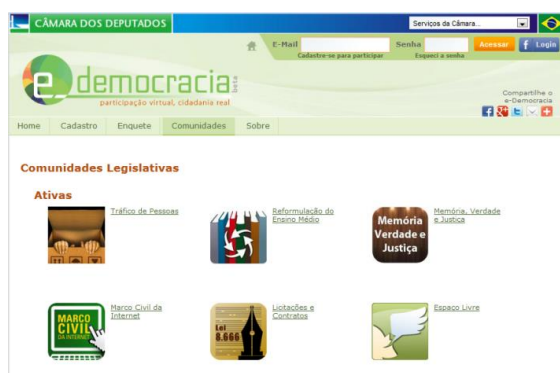 CÂMARA DOS DEPUTADOS
Serviços da Câmara...
E-Mail
Senha
Acessar
f Login
Cadastre-se para participar
Esqueci a senha
e democracia beta
participação virtual, cidadania real
Compartilhe o
e-Democracia
Home Cadastro Enquete Comunidades Sobre
Comunidades Legislativas
Ativas
Tráfico de Pessoas
Reformulação do
Ensino Médio
Memória
Verdade e
Justiça
Memória, Verdade
e Justiça
MARCO
CIVIL
DA INTERNET
Marco Civil da
Internet
Lei
8.666
Licitações e
Contratos
Espaço Livre